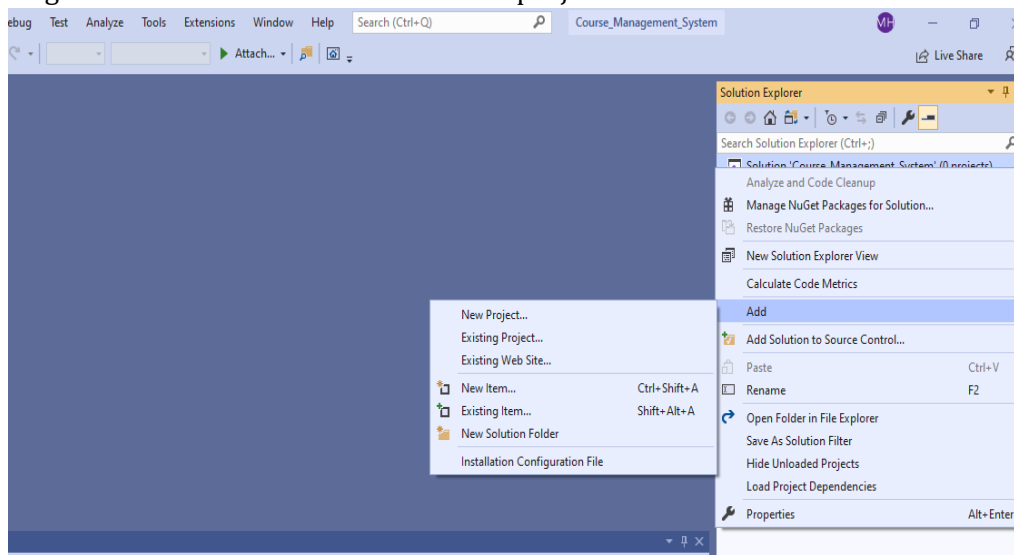 ebug Test Analyze Tools Extensions Window Help Search (Ctrl+Q) Course_Management_System MH
Attach... Live Share
Solution Explorer
Search Solution Explorer (Ctrl+;)
Solution 'Course_Management_System' (0 projects)
Analyze and Code Cleanup
Manage NuGet Packages for Solution...
Restore NuGet Packages
New Solution Explorer View
Calculate Code Metrics
Add
Add Solution to Source Control...
Paste Ctrl+V
Rename F2
Open Folder in File Explorer
Save As Solution Filter
Hide Unloaded Projects
Load Project Dependencies
Properties Alt+Enter
New Project...
Existing Project...
Existing Web Site...
New Item... Ctrl+Shift+A
Existing Item... Shift+Alt+A
New Solution Folder
Installation Configuration File